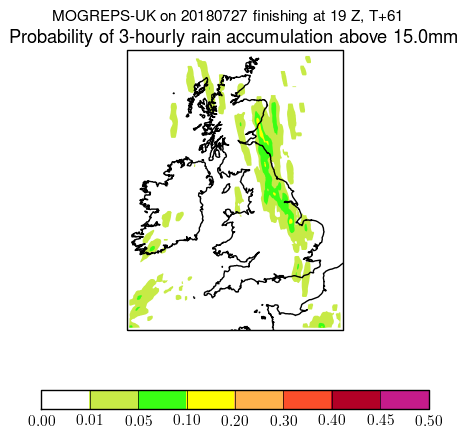 MOGREPS-UK on 20180727 finishing at 19 Z, T+61
Probability of 3-hourly rain accumulation above 15.0mm
0.00 0.01 0.05 0.10 0.20 0.30 0.40 0.45 0.50